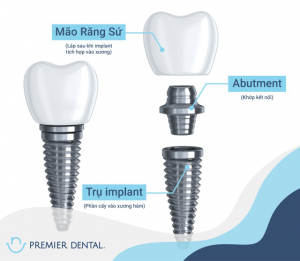 Mão Răng Sứ
(Lắp sau khi implant
tích hợp vào xương)
Abutment
(Khớp kết nối)
Trụ implant
(Phần cấy vào xương hàm)
PREMIER DENTAL.